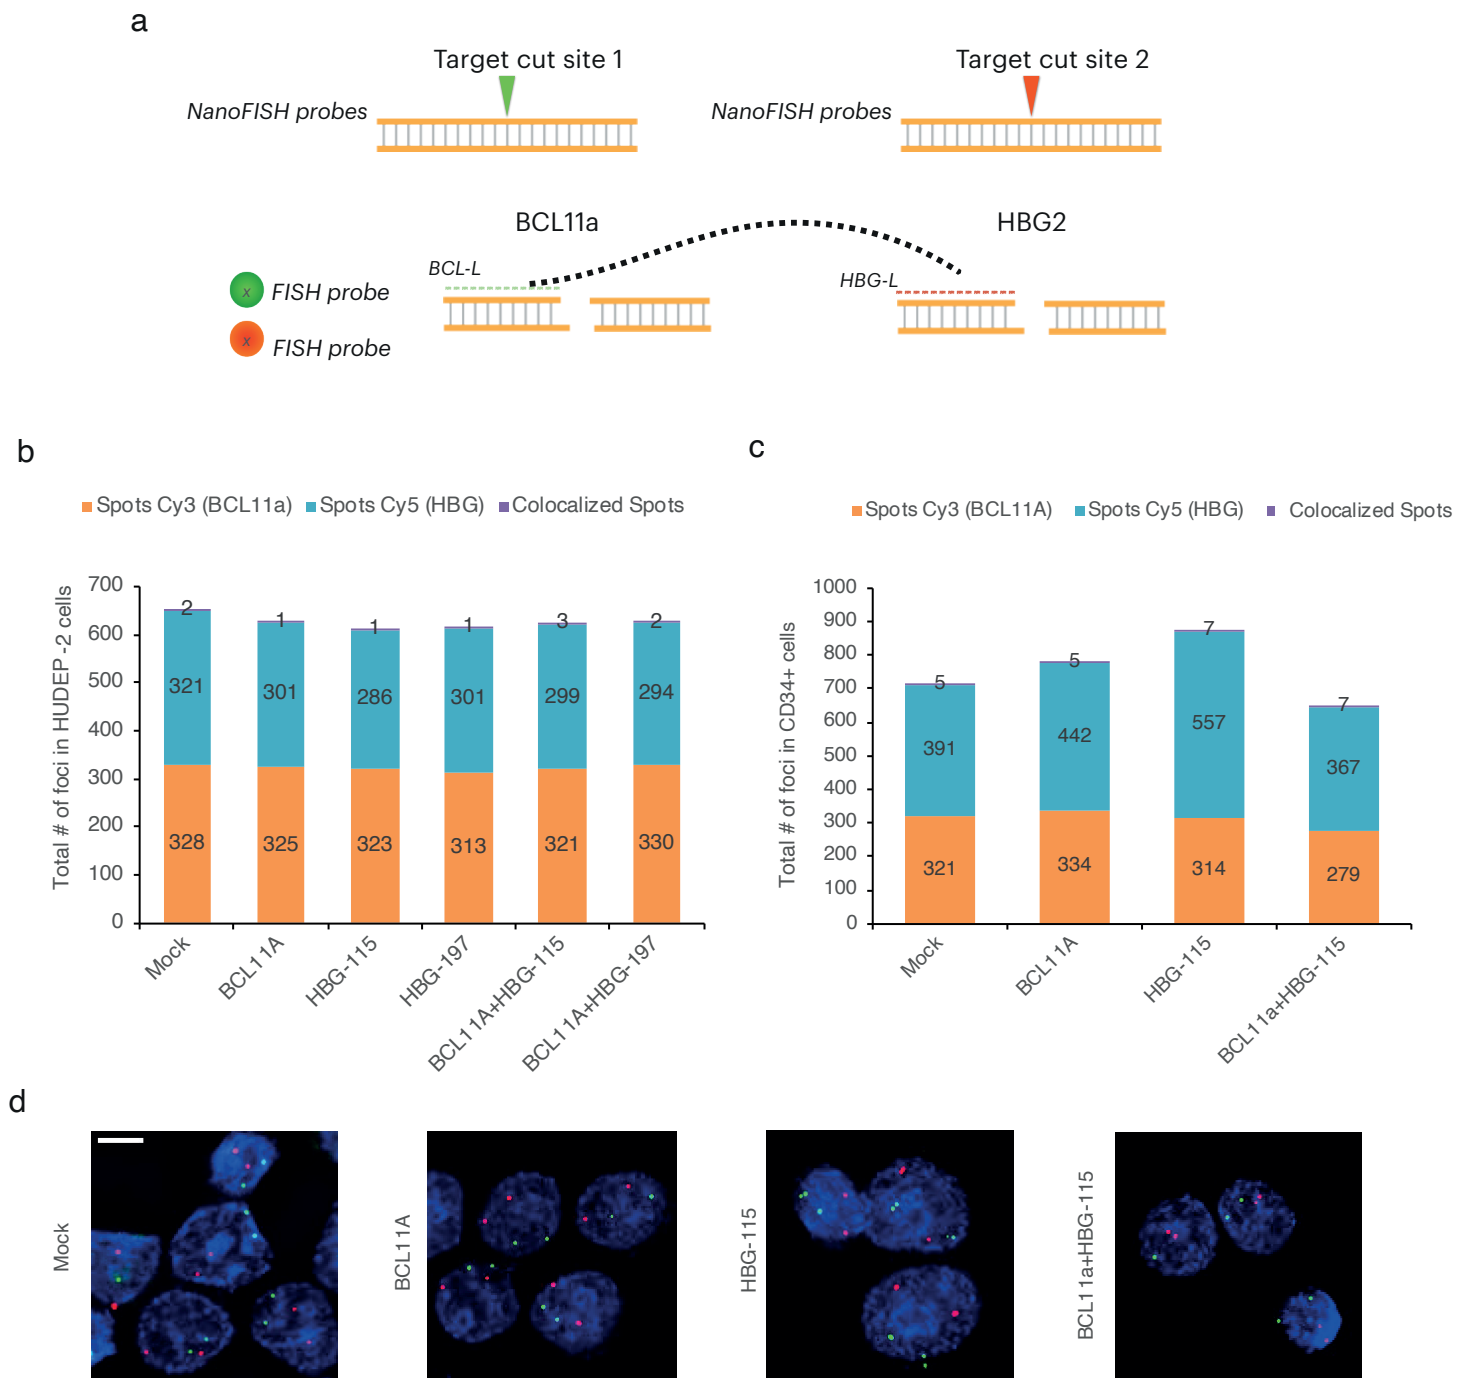 a
Target cut site 1
Target cut site 2
NanoFISH probes
NanoFISH probes
BCL11a
HBG2
BCL-L
HBG-L
x FISH probe
x FISH probe
b
Spots Cy3 (BCL11a) Spots Cy5 (HBG) Colocalized Spots
Total # of foci in HUDEP -2 cells
700
600
500
400
300
200
100
0
2 1 1 1 3 2
321 301 286 301 299 294
328 325 323 313 321 330
Mock
BCL11A
HBG-115
HBG-197
BCL11A+HBG-115
BCL11A+HBG-197
c
Spots Cy3 (BCL11A) Spots Cy5 (HBG) Colocalized Spots
Total # of foci in CD34+ cells
1000
900
800
700
600
500
400
300
200
100
0
5 5 7 7
391 442 557 367
321 334 314 279
Mock
BCL11A
HBG-115
BCL11a+HBG-115
d
Mock
BCL11A
HBG-115
BCL11a+HBG-115